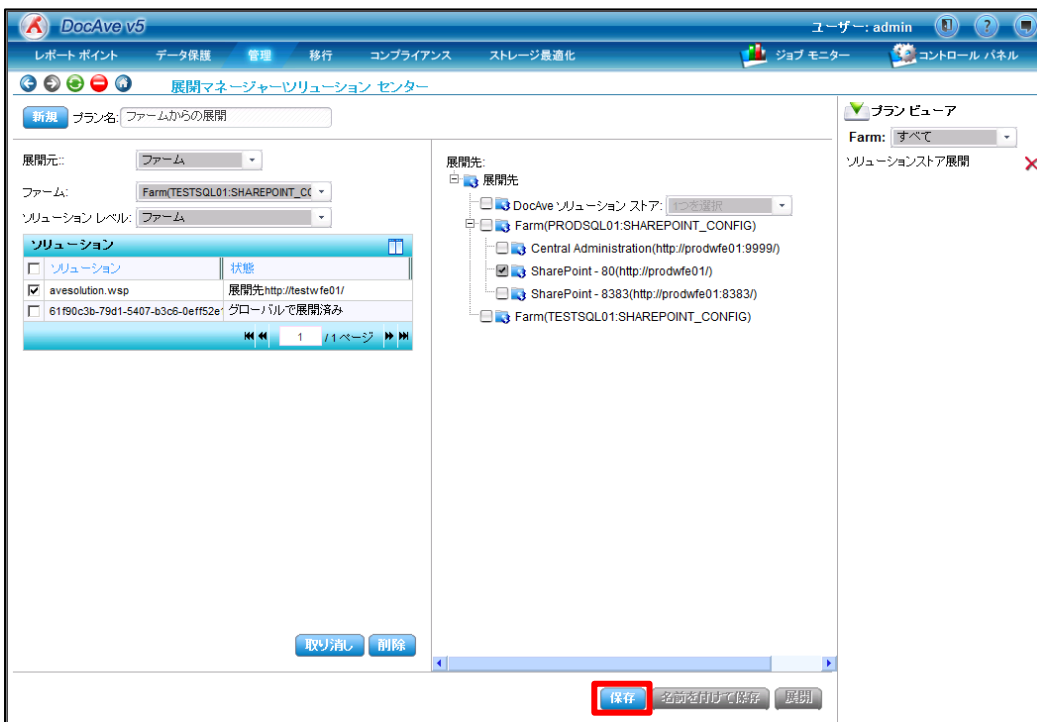 DocAve v5
ユーザー: admin
レポート ポイント データ保護 管理 移行 コンプライアンス ストレージ最適化 ジョブ モニター コントロール パネル
展開マネージャー\ソリューション センター
新規 プラン名: ファームからの展開
展開元::
ファーム
ファーム:
Farm(TESTSQL01:SHAREPOINT_CO
ソリューション レベル: ファーム
ソリューション
ソリューション 状態
avesolution.wsp 展開先http://testwfe01/
61f90c3b-79d1-5407-b3c6-0eff52e1 グローバルで展開済み
1 /1ページ
取り消し 削除
展開先:
展開先
DocAve ソリューション ストア: 1つを選択
Farm(PRODSQL01:SHAREPOINT_CONFIG)
Central Administration(http://prodwfe01:9999/)
SharePoint - 80(http://prodwfe01/)
SharePoint - 8383(http://prodwfe01:8383/)
Farm(TESTSQL01:SHAREPOINT_CONFIG)
保存 名前を付けて保存 展開
プラン ビューア
Farm: すべて
ソリューションストア展開